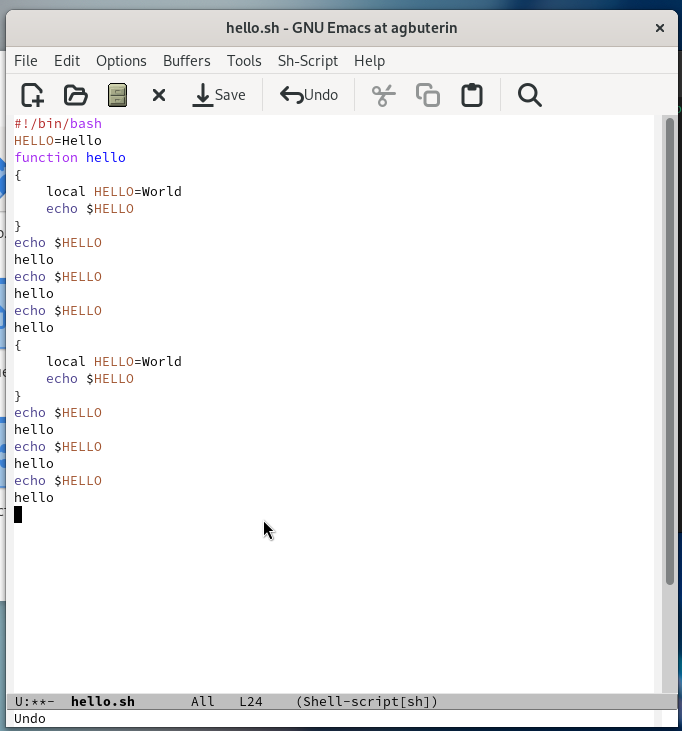 hello.sh - GNU Emacs at agbuterin ×
File Edit Options Buffers Tools Sh-Script Help
Save Undo
#!/bin/bash
HELLO=Hello
function hello
{
    local HELLO=World
    echo $HELLO
}
echo $HELLO
hello
echo $HELLO
hello
echo $HELLO
hello
{
    local HELLO=World
    echo $HELLO
}
echo $HELLO
hello
echo $HELLO
hello
echo $HELLO
hello
U:**-  hello.sh       All   L24    (Shell-script[sh])
Undo